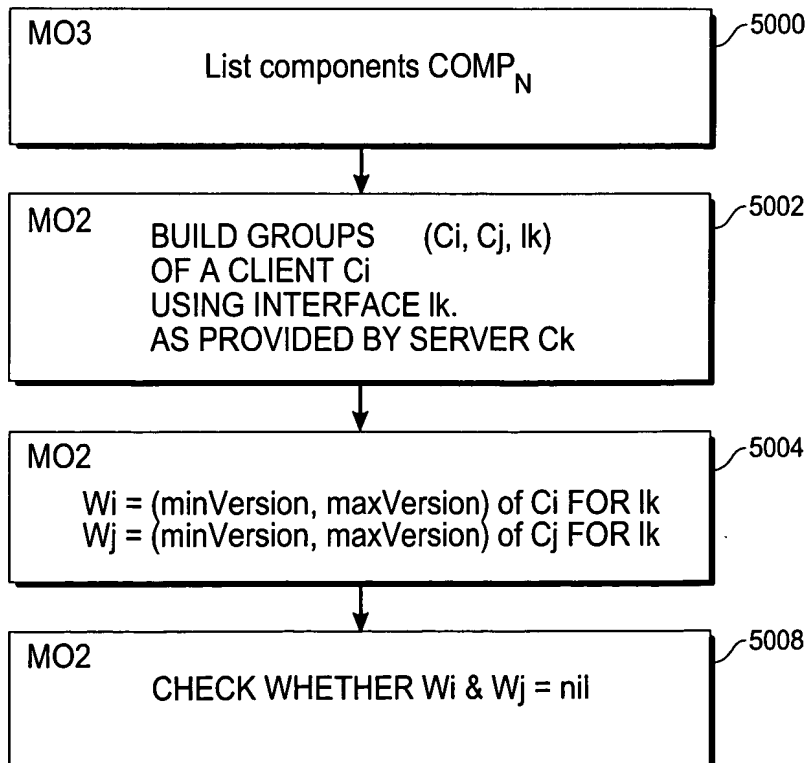 MO3
5000
List components COMP_N
MO2
5002
BUILD GROUPS (Ci, Cj, Ik)
OF A CLIENT Ci
USING INTERFACE Ik.
AS PROVIDED BY SERVER Ck
MO2
5004
Wi = (minVersion, maxVersion) of Ci FOR Ik
Wj = (minVersion, maxVersion) of Cj FOR Ik
MO2
5008
CHECK WHETHER Wi & Wj = nil